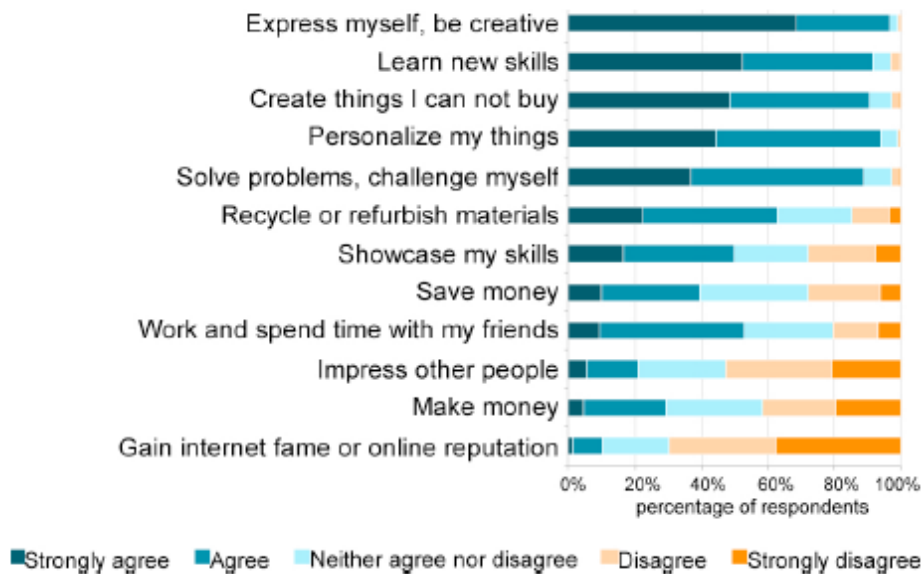 Express myself, be creative
Learn new skills
Create things I can not buy
Personalize my things
Solve problems, challenge myself
Recycle or refurbish materials
Showcase my skills
Save money
Work and spend time with my friends
Impress other people
Make money
Gain internet fame or online reputation
0% 20% 40% 60% 80% 100%
percentage of respondents
Strongly agree Agree Neither agree nor disagree Disagree Strongly disagree